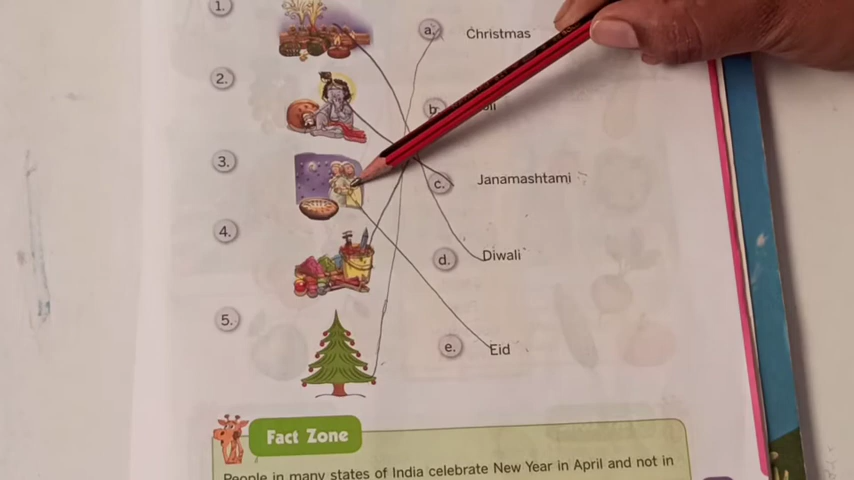 1.
a. Christmas
2.
b.
3.
c. Janamashtami
4.
d. Diwali
5.
e. Eid
Fact Zone
People in many states of India celebrate New Year in April and not in